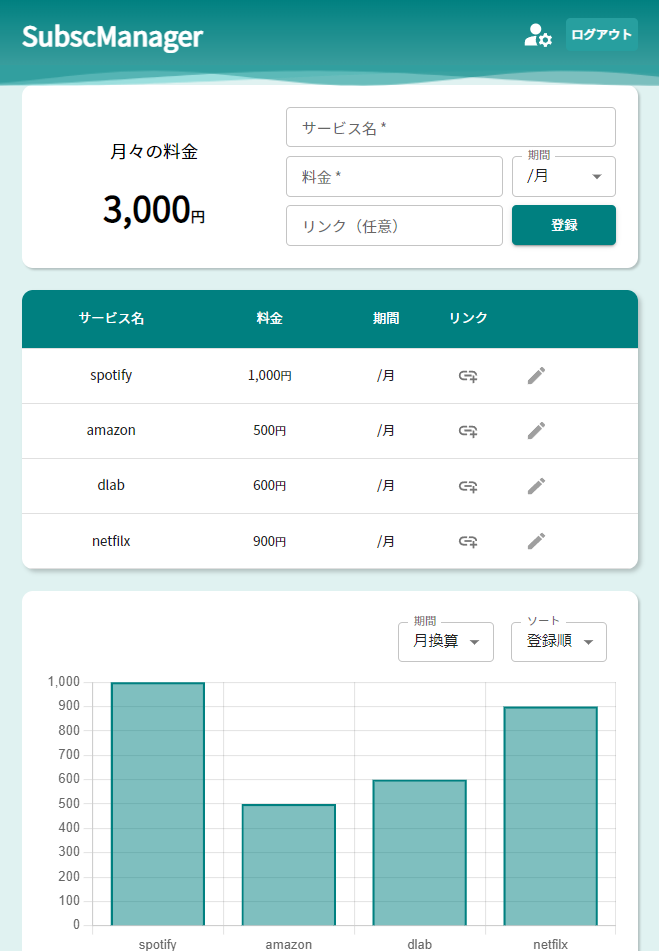 SubscManager
ログアウト
月々の料金
3,000円
サービス名 *
料金 *
期間
/月
リンク（任意）
登録
サービス名 料金 期間 リンク
spotify 1,000円 /月
amazon 500円 /月
dlab 600円 /月
netfilx 900円 /月
期間
月換算
ソート
登録順
1,000
900
800
700
600
500
400
300
200
100
0
spotify amazon dlab netfilx